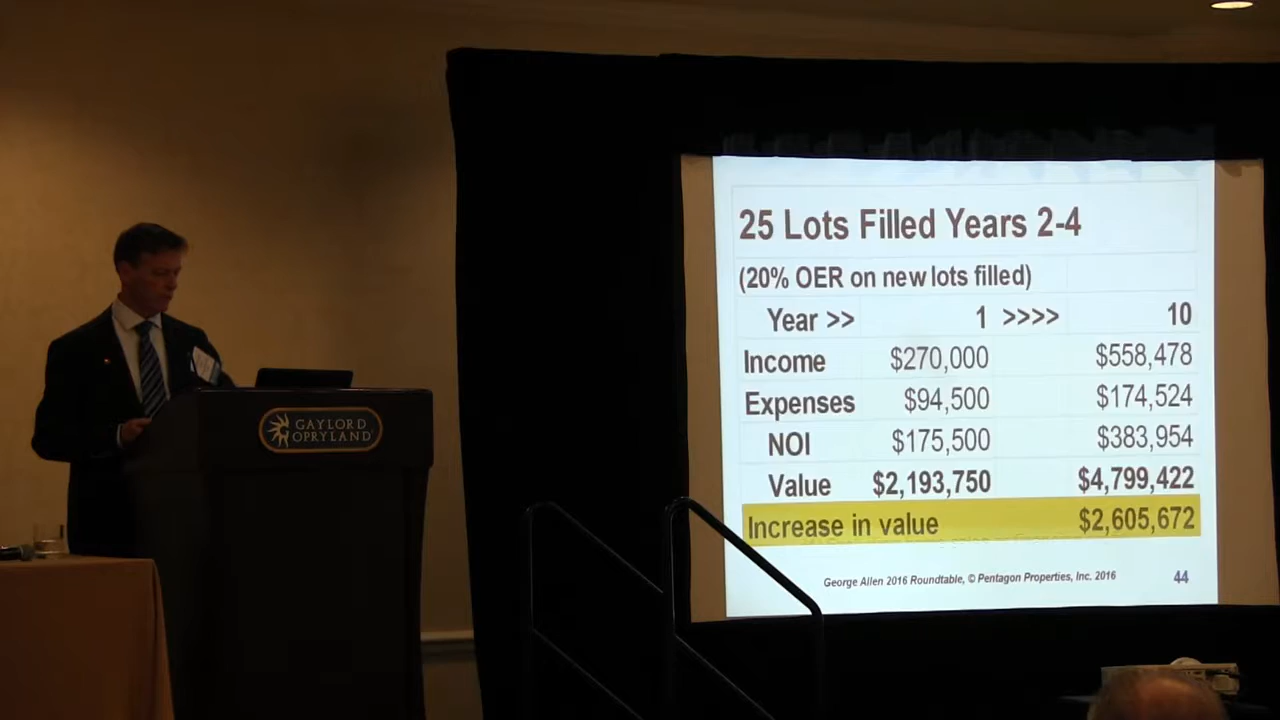 GAYLORD
OPRYLAND
25 Lots Filled Years 2-4
(20% OER on new lots filled)
Year >> 1 >>>> 10
Income $270,000 $558,478
Expenses $94,500 $174,524
NOI $175,500 $383,954
Value $2,193,750 $4,799,422
Increase in value $2,605,672
George Allen 2016 Roundtable, © Pentagon Properties, Inc. 2016 44